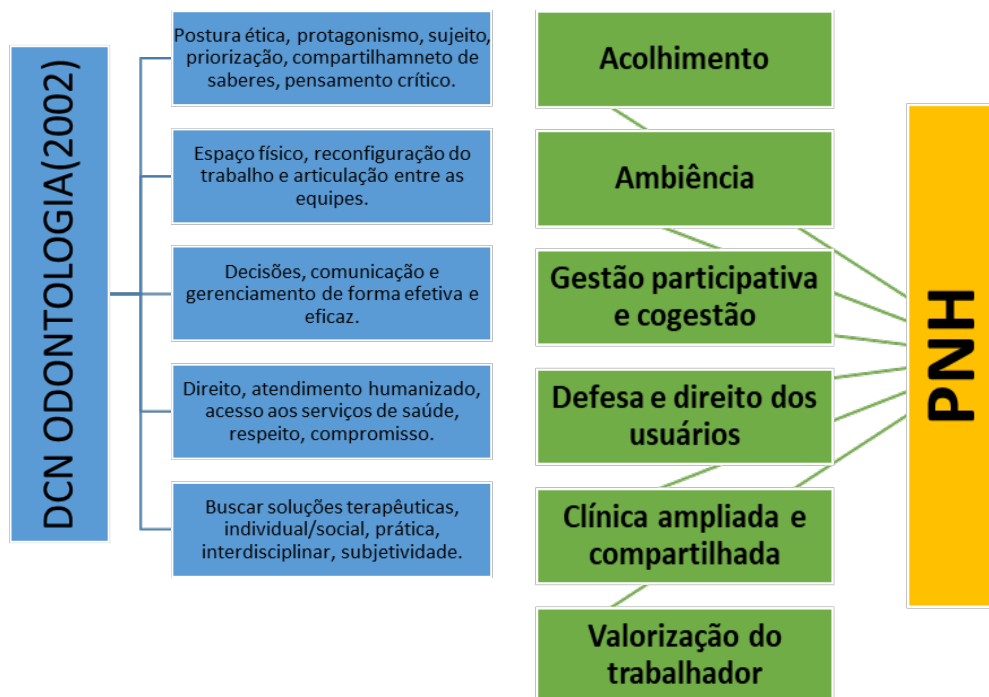 DCN ODONTOLOGIA(2002)
Postura ética, protagonismo, sujeito,
priorização, compartilhamneto de
saberes, pensamento crítico.
Espaço físico, reconfiguração do
trabalho e articulação entre as
equipes.
Decisões, comunicação e
gerenciamento de forma efetiva e
eficaz.
Direito, atendimento humanizado,
acesso aos serviços de saúde,
respeito, compromisso.
Buscar soluções terapêuticas,
individual/social, prática,
interdisciplinar, subjetividade.
Acolhimento
Ambiência
Gestão participativa
e cogestão
Defesa e direito dos
usuários
Clínica ampliada e
compartilhada
Valorização do
trabalhador
PNH